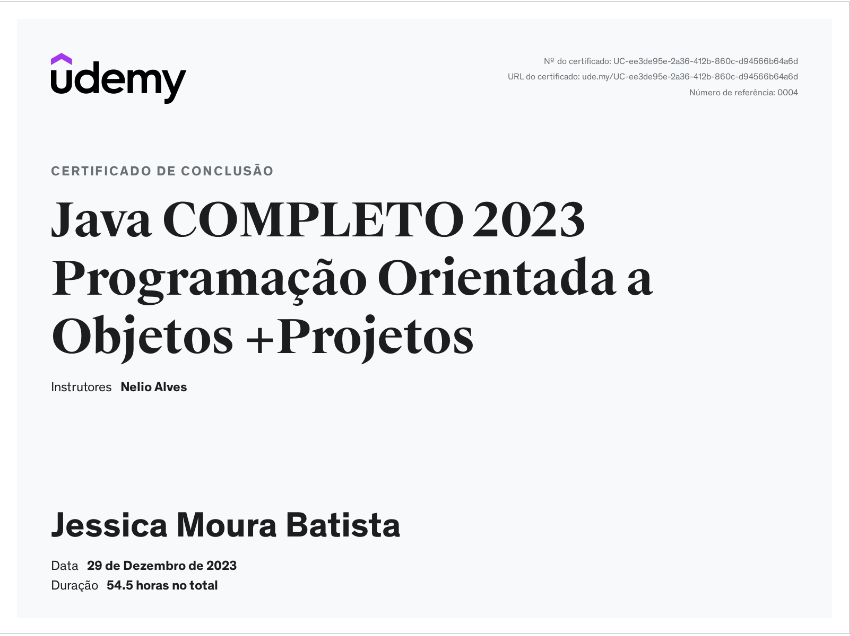 udemy
Nº do certificado: UC-ee3de95e-2a36-412b-860c-d94566b64a6d
URL do certificado: ude.my/UC-ee3de95e-2a36-412b-860c-d94566b64a6d
Número de referência: 0004
CERTIFICADO DE CONCLUSÃO
Java COMPLETO 2023
Programação Orientada a
Objetos +Projetos
Instrutores Nelio Alves
Jessica Moura Batista
Data 29 de Dezembro de 2023
Duração 54.5 horas no total